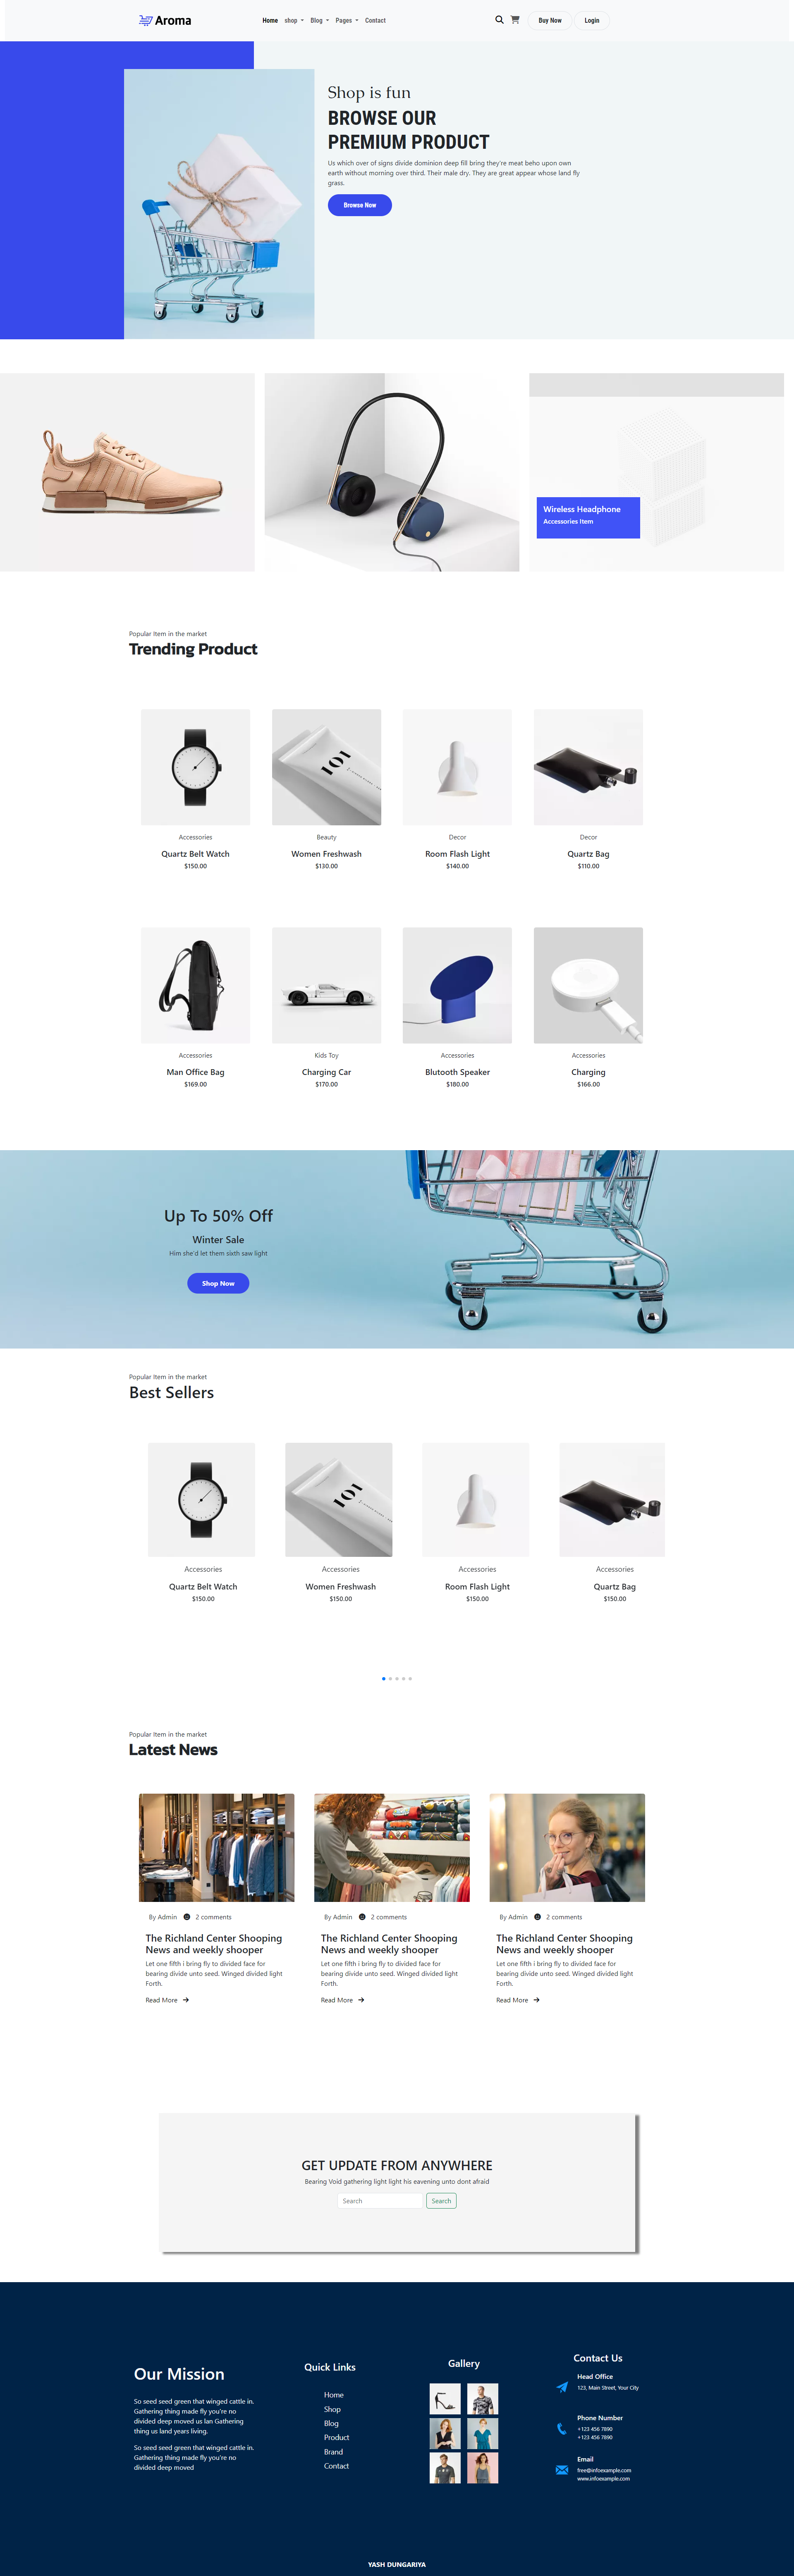 Aroma
Home shop Blog Pages Contact
Buy Now Login
Shop is fun
BROWSE OUR
PREMIUM PRODUCT
Us which over of signs divide dominion deep fill bring they're meat beho upon own
earth without morning over third. Their male dry. They are great appear whose land fly
grass.
Browse Now
Wireless Headphone
Accessories Item
Popular Item in the market
Trending Product
101
Accessories Beauty Decor Decor
Quartz Belt Watch Women Freshwash Room Flash Light Quartz Bag
$150.00 $130.00 $140.00 $110.00
Accessories Kids Toy Accessories Accessories
Man Office Bag Charging Car Blutooth Speaker Charging
$169.00 $170.00 $180.00 $166.00
Up To 50% Off
Winter Sale
Him she'd let them sixth saw light
Shop Now
Popular Item in the market
Best Sellers
101
Accessories Accessories Accessories Accessories
Quartz Belt Watch Women Freshwash Room Flash Light Quartz Bag
$150.00 $150.00 $150.00 $150.00
Popular Item in the market
Latest News
By Admin 2 comments By Admin 2 comments By Admin 2 comments
The Richland Center Shooping The Richland Center Shooping The Richland Center Shooping
News and weekly shooper News and weekly shooper News and weekly shooper
Let one fifth i bring fly to divided face for Let one fifth i bring fly to divided face for Let one fifth i bring fly to divided face for
bearing divide unto seed. Winged divided light bearing divide unto seed. Winged divided light bearing divide unto seed. Winged divided light
Forth. Forth. Forth.
Read More Read More Read More
GET UPDATE FROM ANYWHERE
Bearing Void gathering light light his eavening unto dont afraid
Search Search
Our Mission
So seed seed green that winged cattle in.
Gathering thing made fly you're no
divided deep moved us lan Gathering
thing us land years living.
So seed seed green that winged cattle in.
Gathering thing made fly you're no
divided deep moved
Quick Links
Home
Shop
Blog
Product
Brand
Contact
Gallery
Contact Us
Head Office
123, Main Street, Your City
Phone Number
+123 456 7890
+123 456 7890
Email
free@infoexample.com
www.infoexample.com
YASH DUNGARIYA